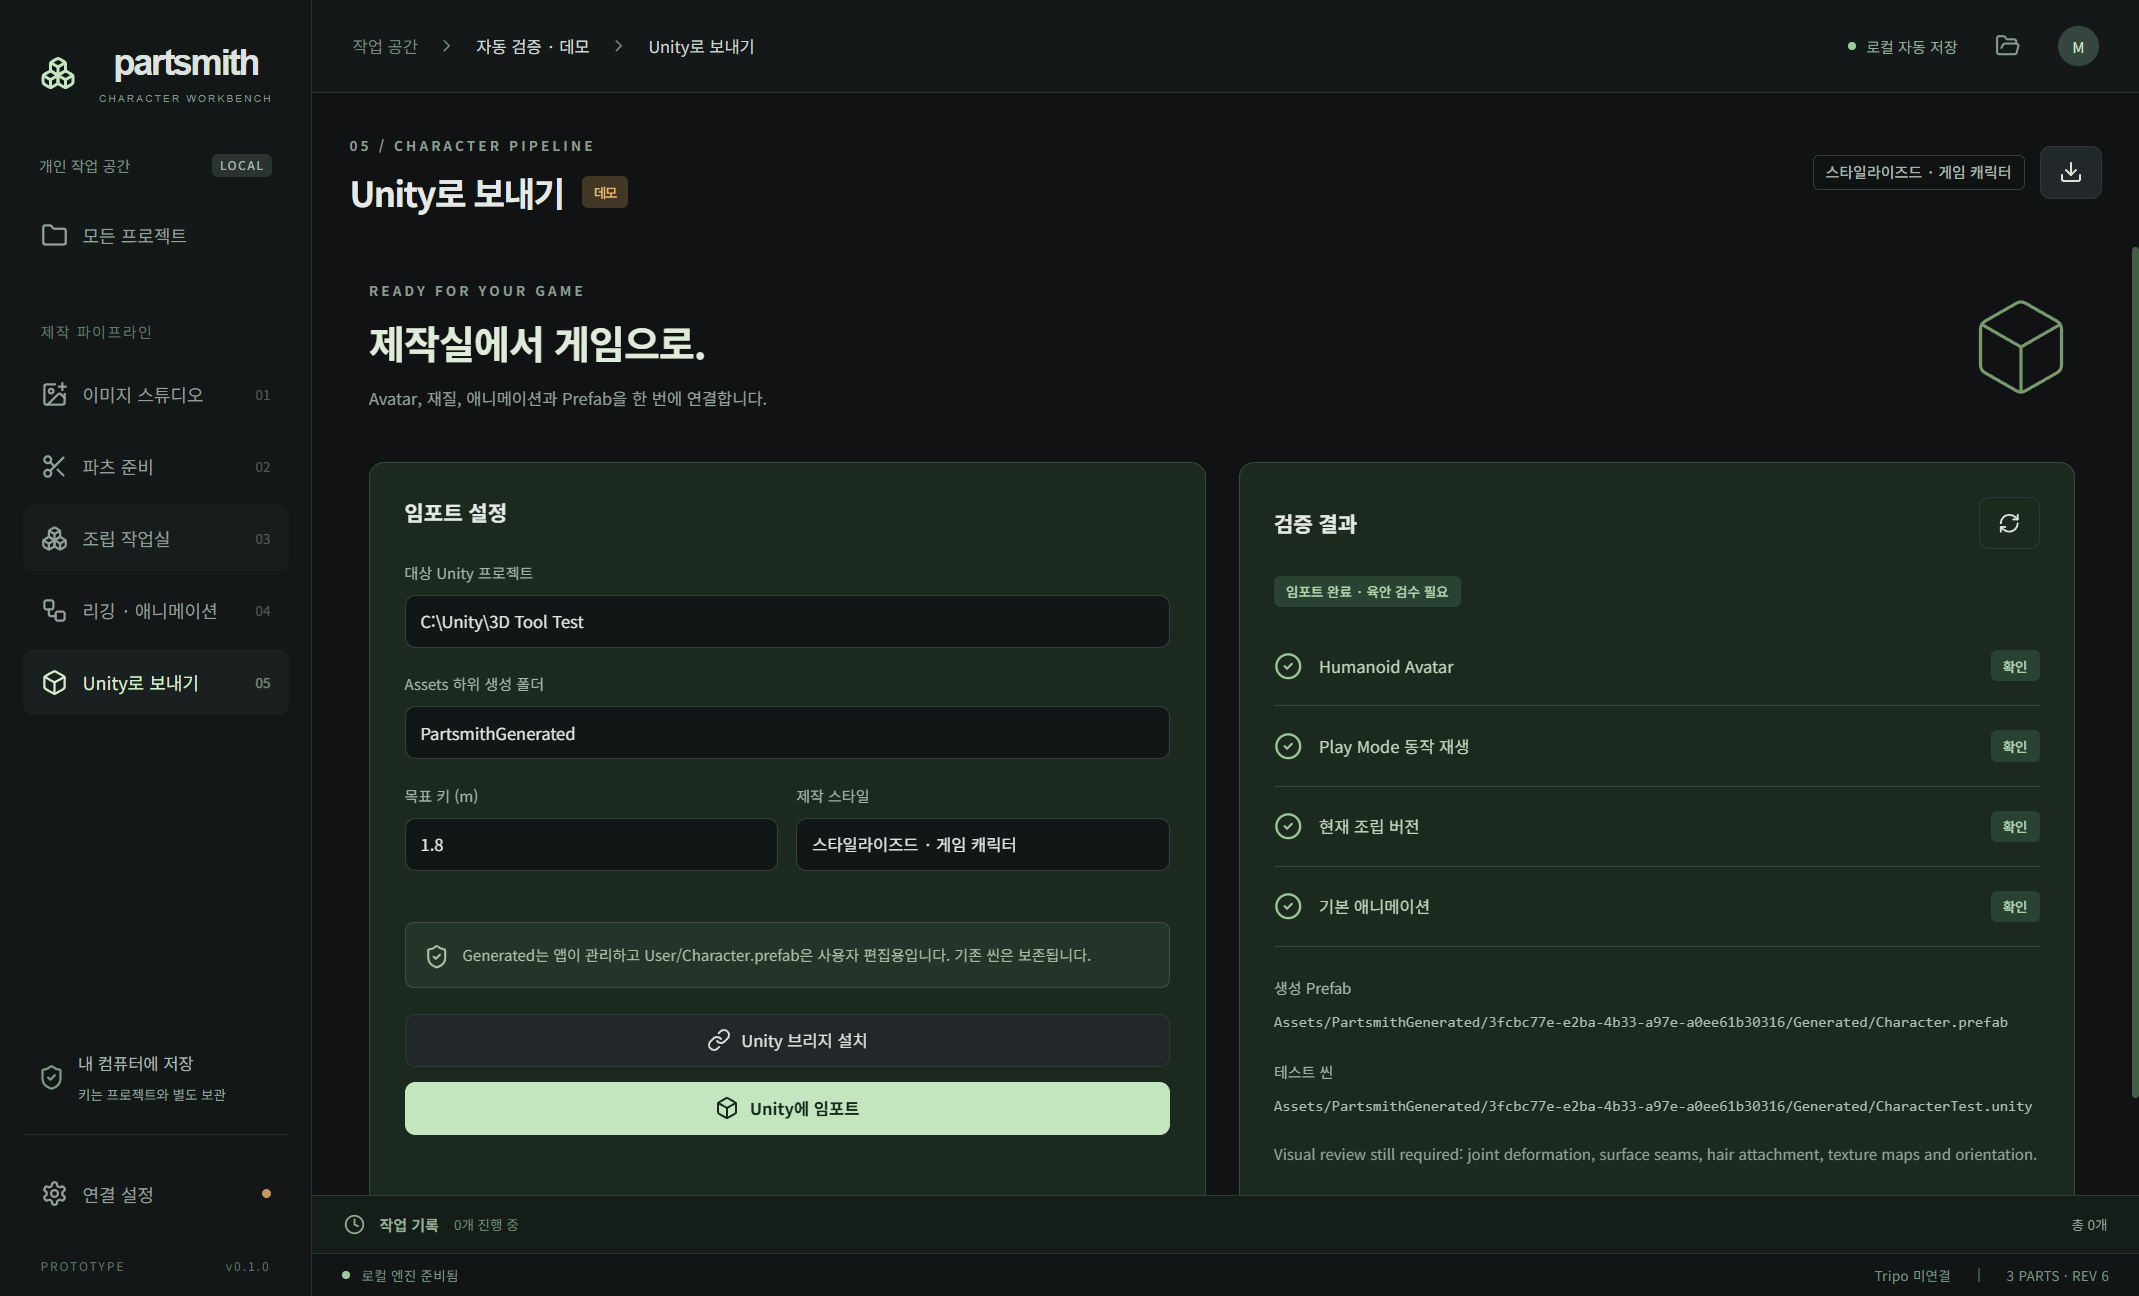 partsmith
CHARACTER WORKBENCH
개인 작업 공간
LOCAL
모든 프로젝트
제작 파이프라인
이미지 스튜디오 01
파츠 준비 02
조립 작업실 03
리깅 · 애니메이션 04
Unity로 보내기 05
내 컴퓨터에 저장
키는 프로젝트와 별도 보관
연결 설정
PROTOTYPE v0.1.0
작업 공간 > 자동 검증 · 데모 > Unity로 보내기
로컬 자동 저장
M
05 / CHARACTER PIPELINE
Unity로 보내기 데모
스타일라이즈드 · 게임 캐릭터
READY FOR YOUR GAME
제작실에서 게임으로.
Avatar, 재질, 애니메이션과 Prefab을 한 번에 연결합니다.
임포트 설정
대상 Unity 프로젝트
C:\Unity\3D Tool Test
Assets 하위 생성 폴더
PartsmithGenerated
목표 키 (m)
1.8
제작 스타일
스타일라이즈드 · 게임 캐릭터
Generated는 앱이 관리하고 User/Character.prefab은 사용자 편집용입니다. 기존 씬은 보존됩니다.
Unity 브리지 설치
Unity에 임포트
검증 결과
임포트 완료 · 육안 검수 필요
Humanoid Avatar 확인
Play Mode 동작 재생 확인
현재 조립 버전 확인
기본 애니메이션 확인
생성 Prefab
Assets/PartsmithGenerated/3fcbc77e-e2ba-4b33-a97e-a0ee61b30316/Generated/Character.prefab
테스트 씬
Assets/PartsmithGenerated/3fcbc77e-e2ba-4b33-a97e-a0ee61b30316/Generated/CharacterTest.unity
Visual review still required: joint deformation, surface seams, hair attachment, texture maps and orientation.
작업 기록 0개 진행 중
총 0개
로컬 엔진 준비됨
Tripo 미연결 | 3 PARTS · REV 6